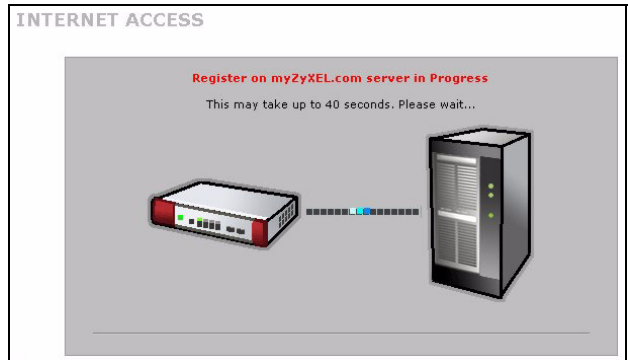 INTERNET ACCESS
Register on myZyXEL.com server in Progress
This may take up to 40 seconds. Please wait...